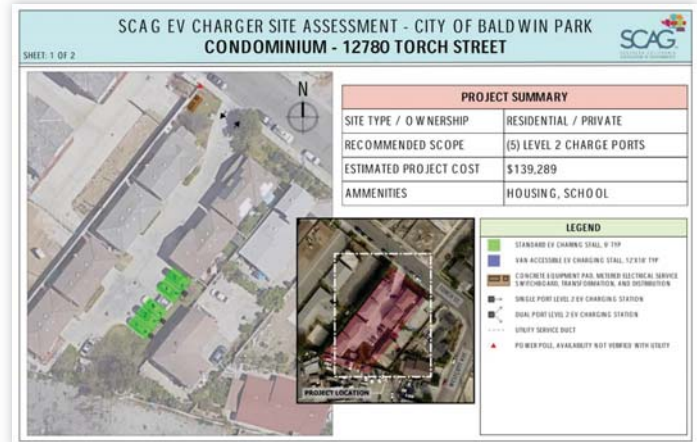 SCAG EV CHARGER SITE ASSESSMENT - CITY OF BALDWIN PARK
CONDOMINIUM - 12780 TORCH STREET
SHEET: 1 OF 2
SCAG
N
PROJECT SUMMARY
SITE TYPE / OWNERSHIP RESIDENTIAL / PRIVATE
RECOMMENDED SCOPE (5) LEVEL 2 CHARGE PORTS
ESTIMATED PROJECT COST $139,289
AMMENITIES HOUSING, SCHOOL
LEGEND
STANDARD EV CHARING STALL, 9' TYP
VAN ACCESSIBLE EV CHARGING STALL, 12'X18' TYP
CONCRETE EQUIPMENT PAD, METERED ELECTRICAL SERVICE
SWITCHBOARD, TRANSFORMATION, AND DISTRIBUTION
SINGLE PORT LEVEL 2 EV CHARGING STATION
DUAL PORT LEVEL 2 EV CHARGING STATION
UTILITY SERVICE DUCT
POWER POLE, AVAILABILITY NOT VERIFIED WITH UTILITY
PROJECT LOCATION